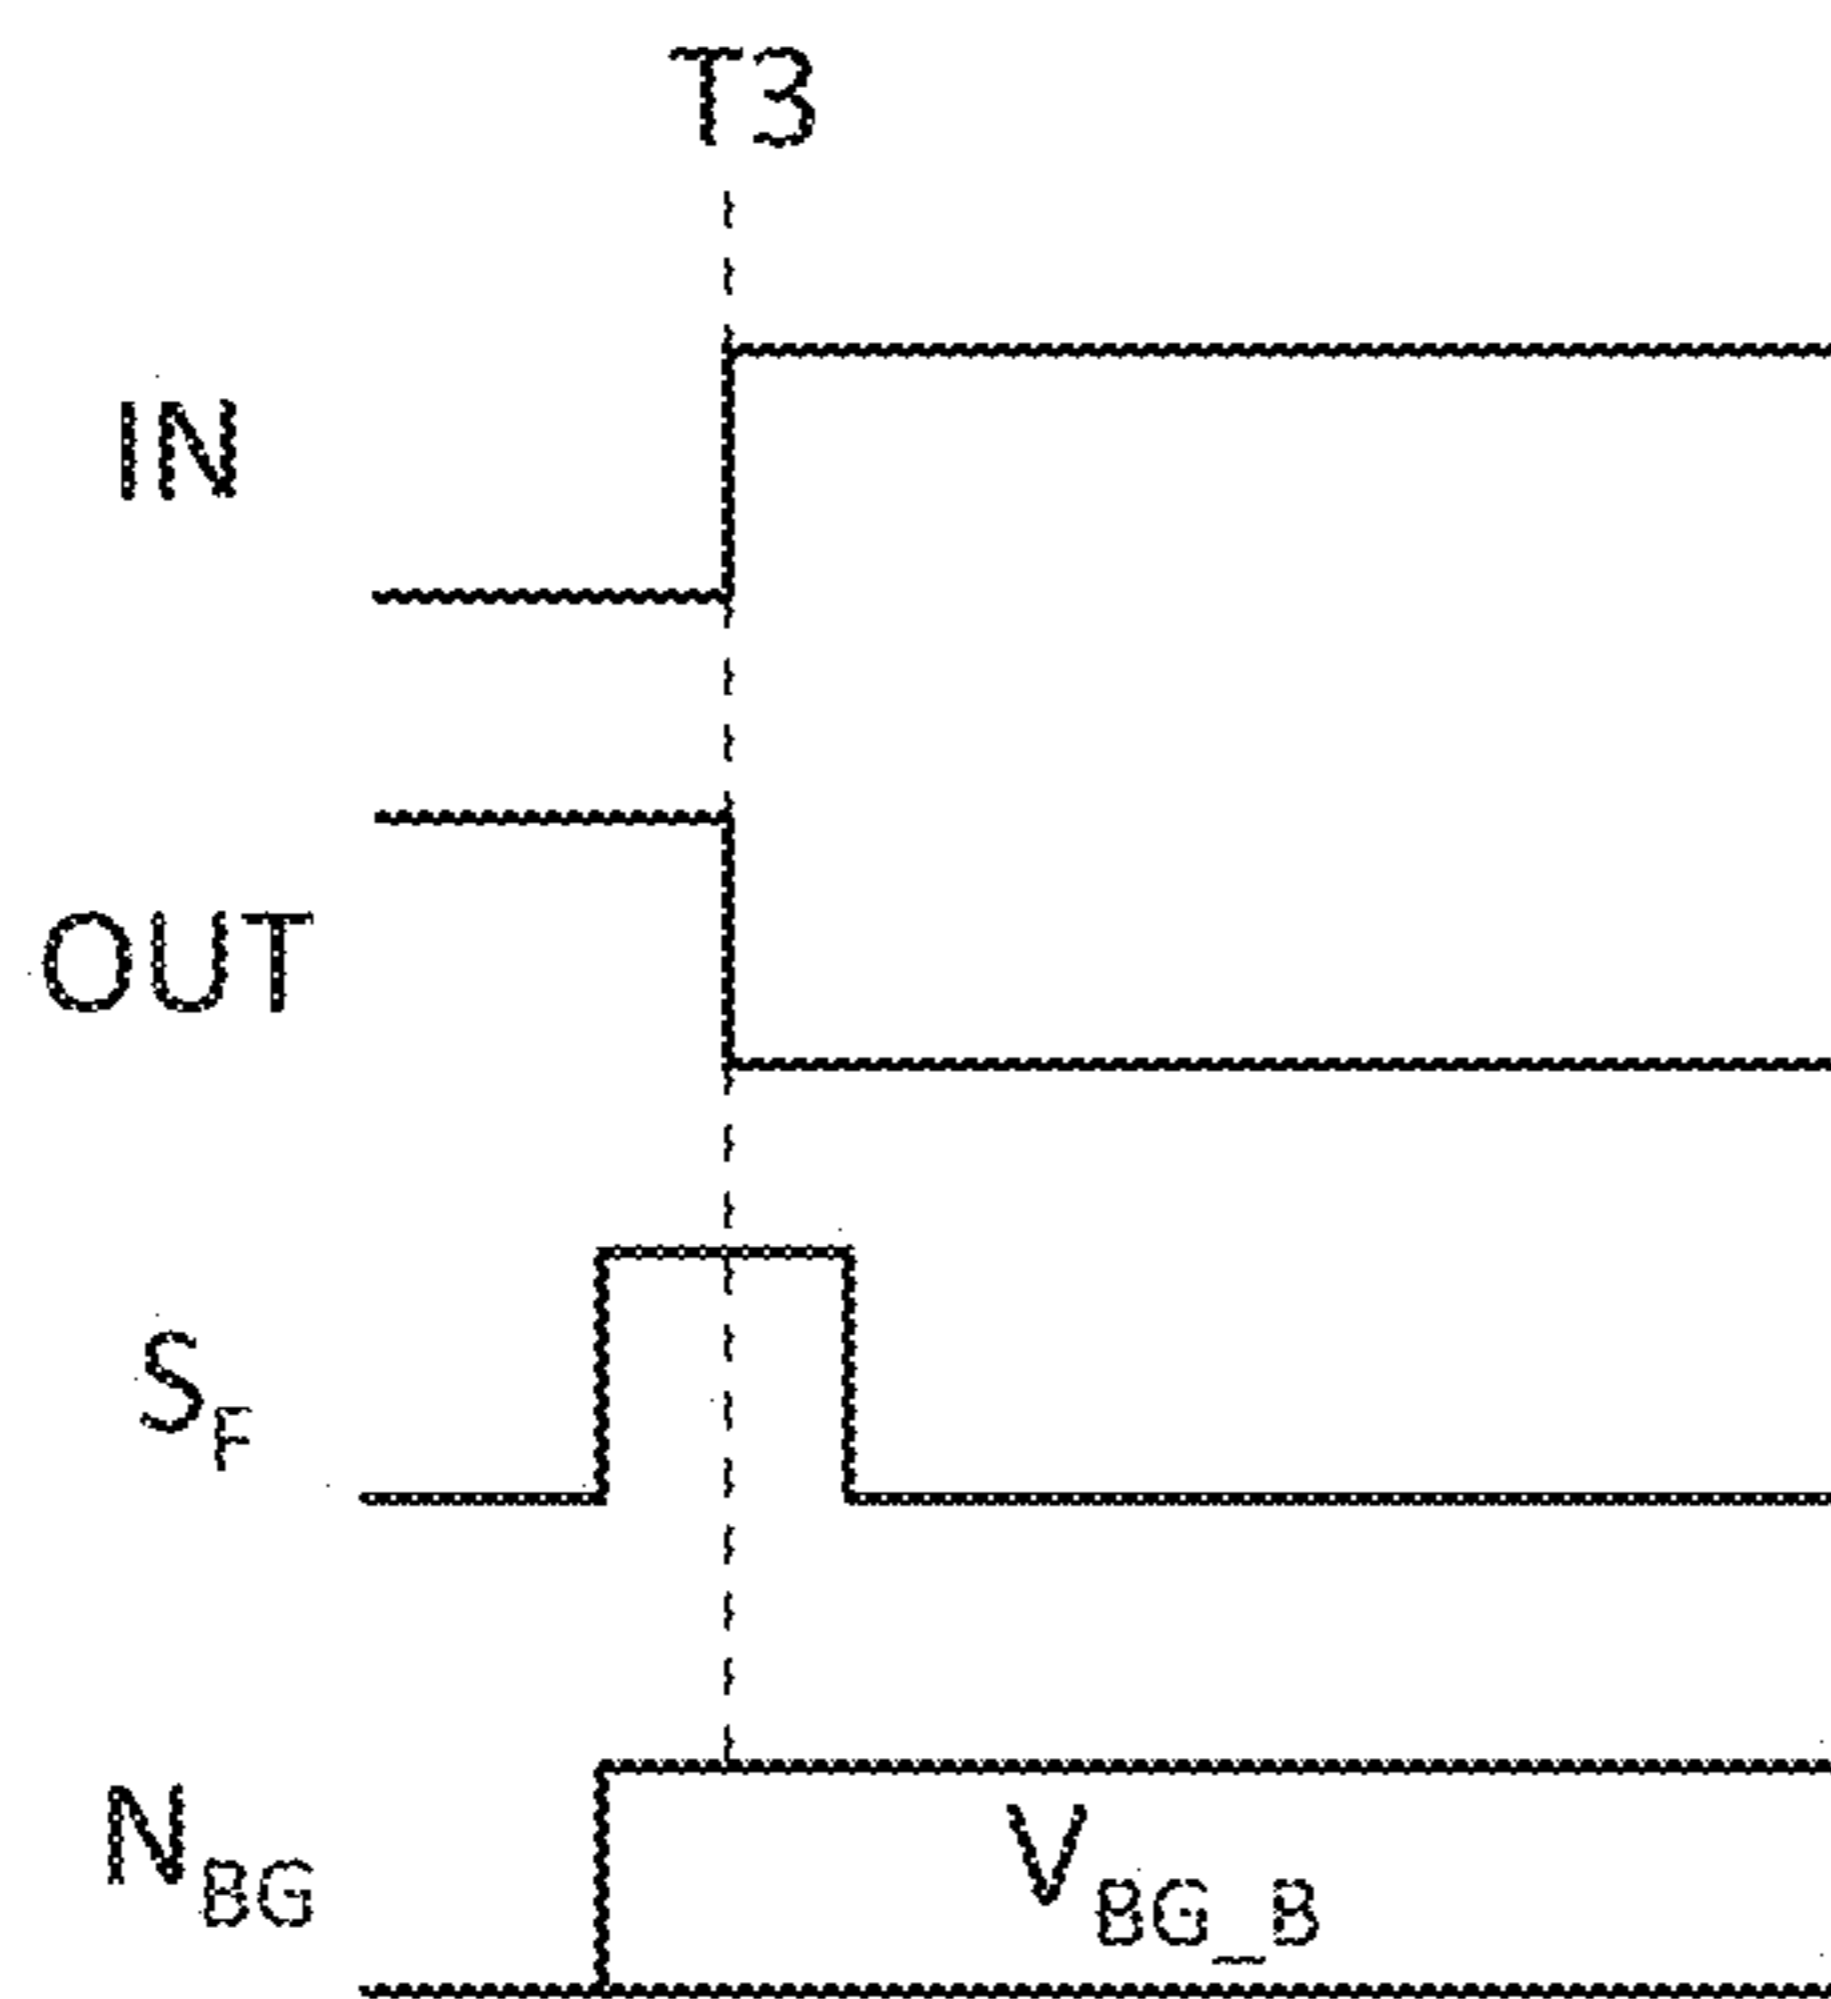 T3
IN
OUT
S_F
N_BG
V_BG_B